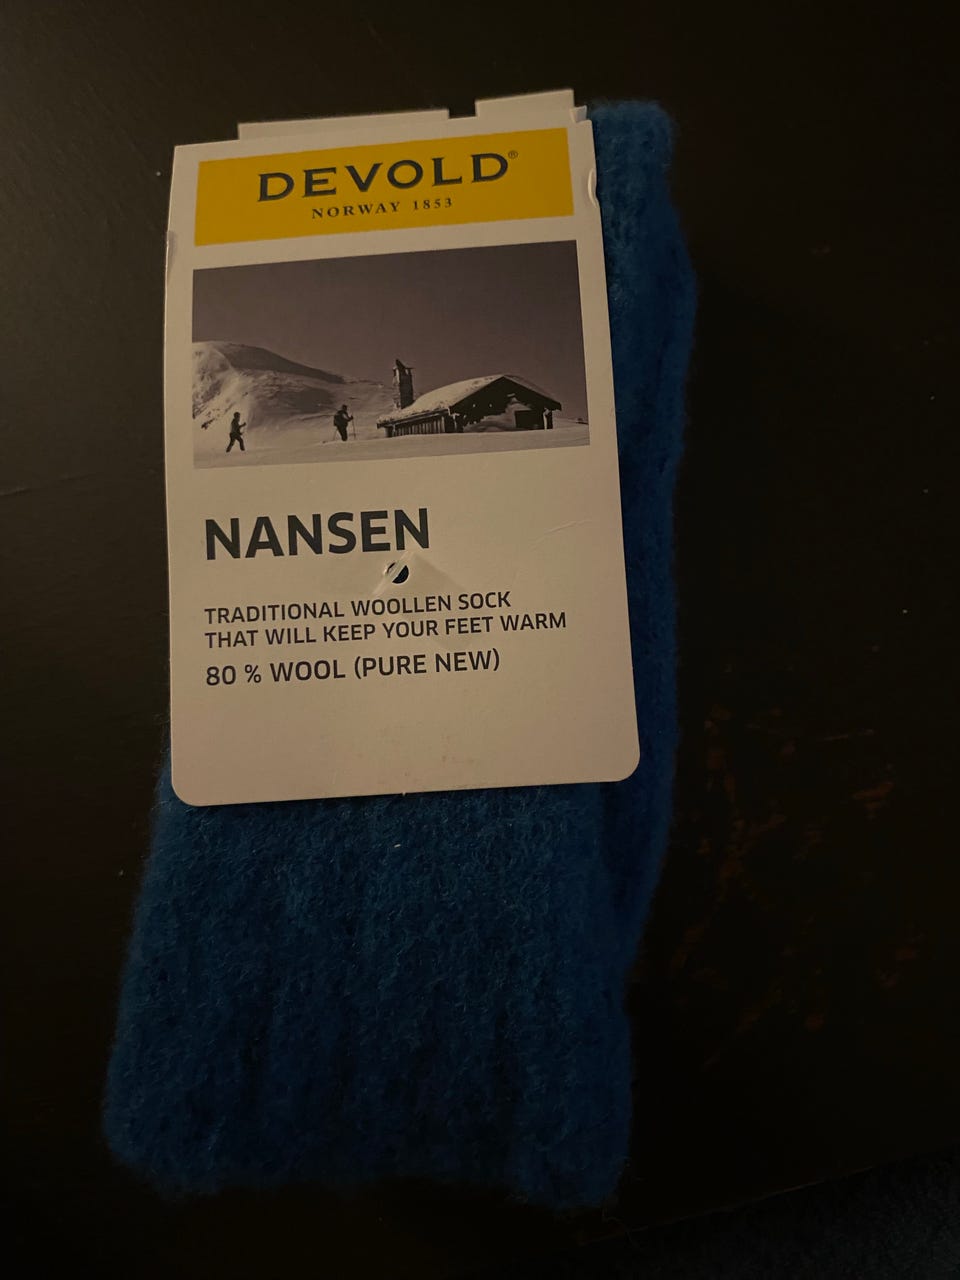 DEVOLD®
NORWAY 1853
NANSEN
TRADITIONAL WOOLLEN SOCK
THAT WILL KEEP YOUR FEET WARM
80 % WOOL (PURE NEW)